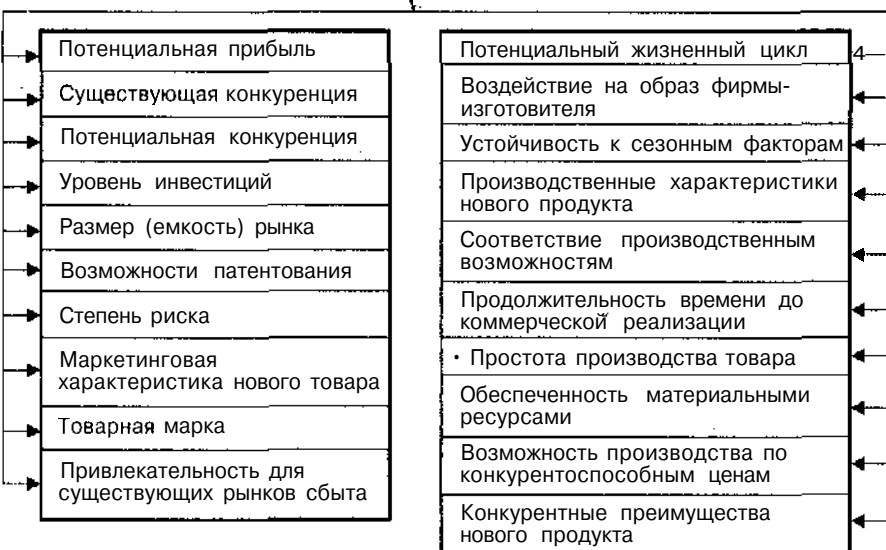 Потенциальная прибыль
Существующая конкуренция
Потенциальная конкуренция
Уровень инвестиций
Размер (емкость) рынка
Возможности патентования
Степень риска
Маркетинговая
характеристика нового товара
Товарная марка
Привлекательность для
существующих рынков сбыта
Потенциальный жизненный цикл
Воздействие на образ фирмы-
изготовителя
Устойчивость к сезонным факторам
Производственные характеристики
нового продукта
Соответствие производственным
возможностям
Продолжительность времени до
коммерческой реализации
• Простота производства товара
Обеспеченность материальными
ресурсами
Возможность производства по
конкурентоспособным ценам
Конкурентные преимущества
нового продукта